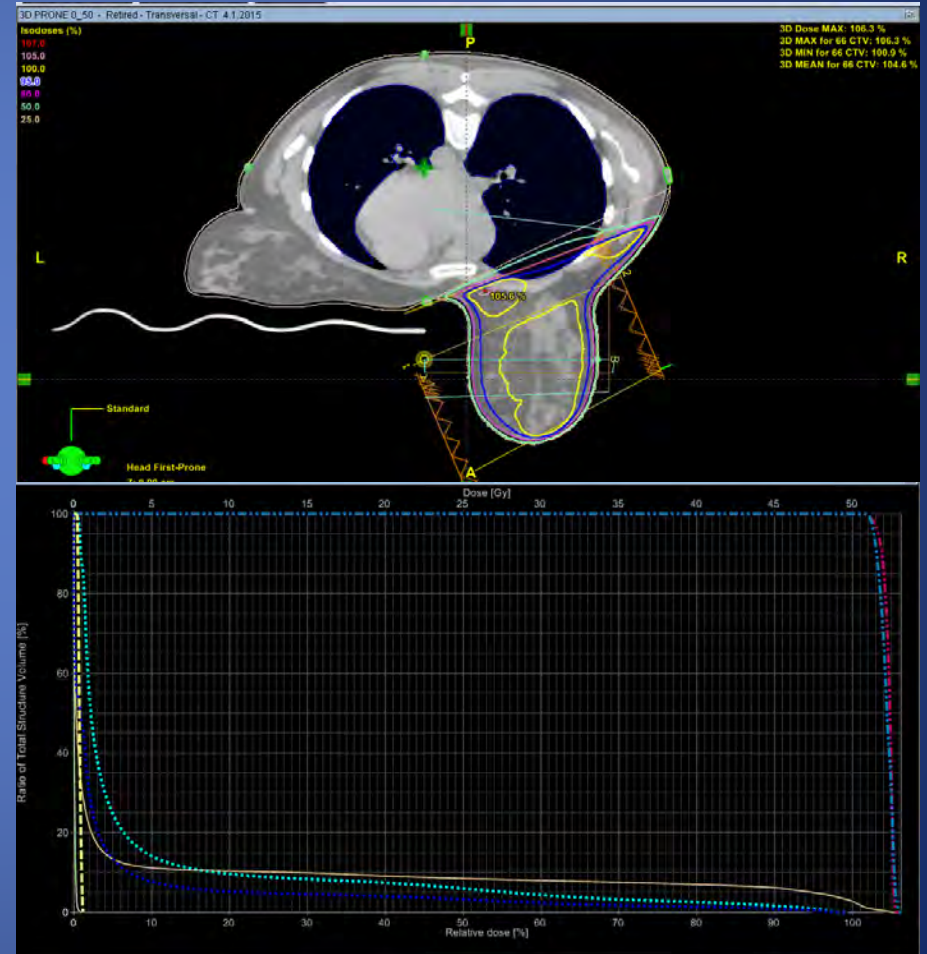 3D PRONE 0_50 - Retired - Transversal - CT 4.1.2015
Isodoses (%)
107.0
105.0
100.0
95.0
50.0
25.0
3D Dose MAX: 106.3 %
3D MAX for 66 CTV: 106.3 %
3D MIN for 66 CTV: 100.9 %
3D MEAN for 66 CTV: 104.6 %
P
L
R
105.6 %
2
1
B
A
Standard
Head First-Prone
Dose [Gy]
0 5 10 15 20 25 30 35 40 45 50
Ratio of Total Structure Volume [%]
100
80
60
40
20
0
0 10 20 30 40 50 60 70 80 90 100
Relative dose [%]